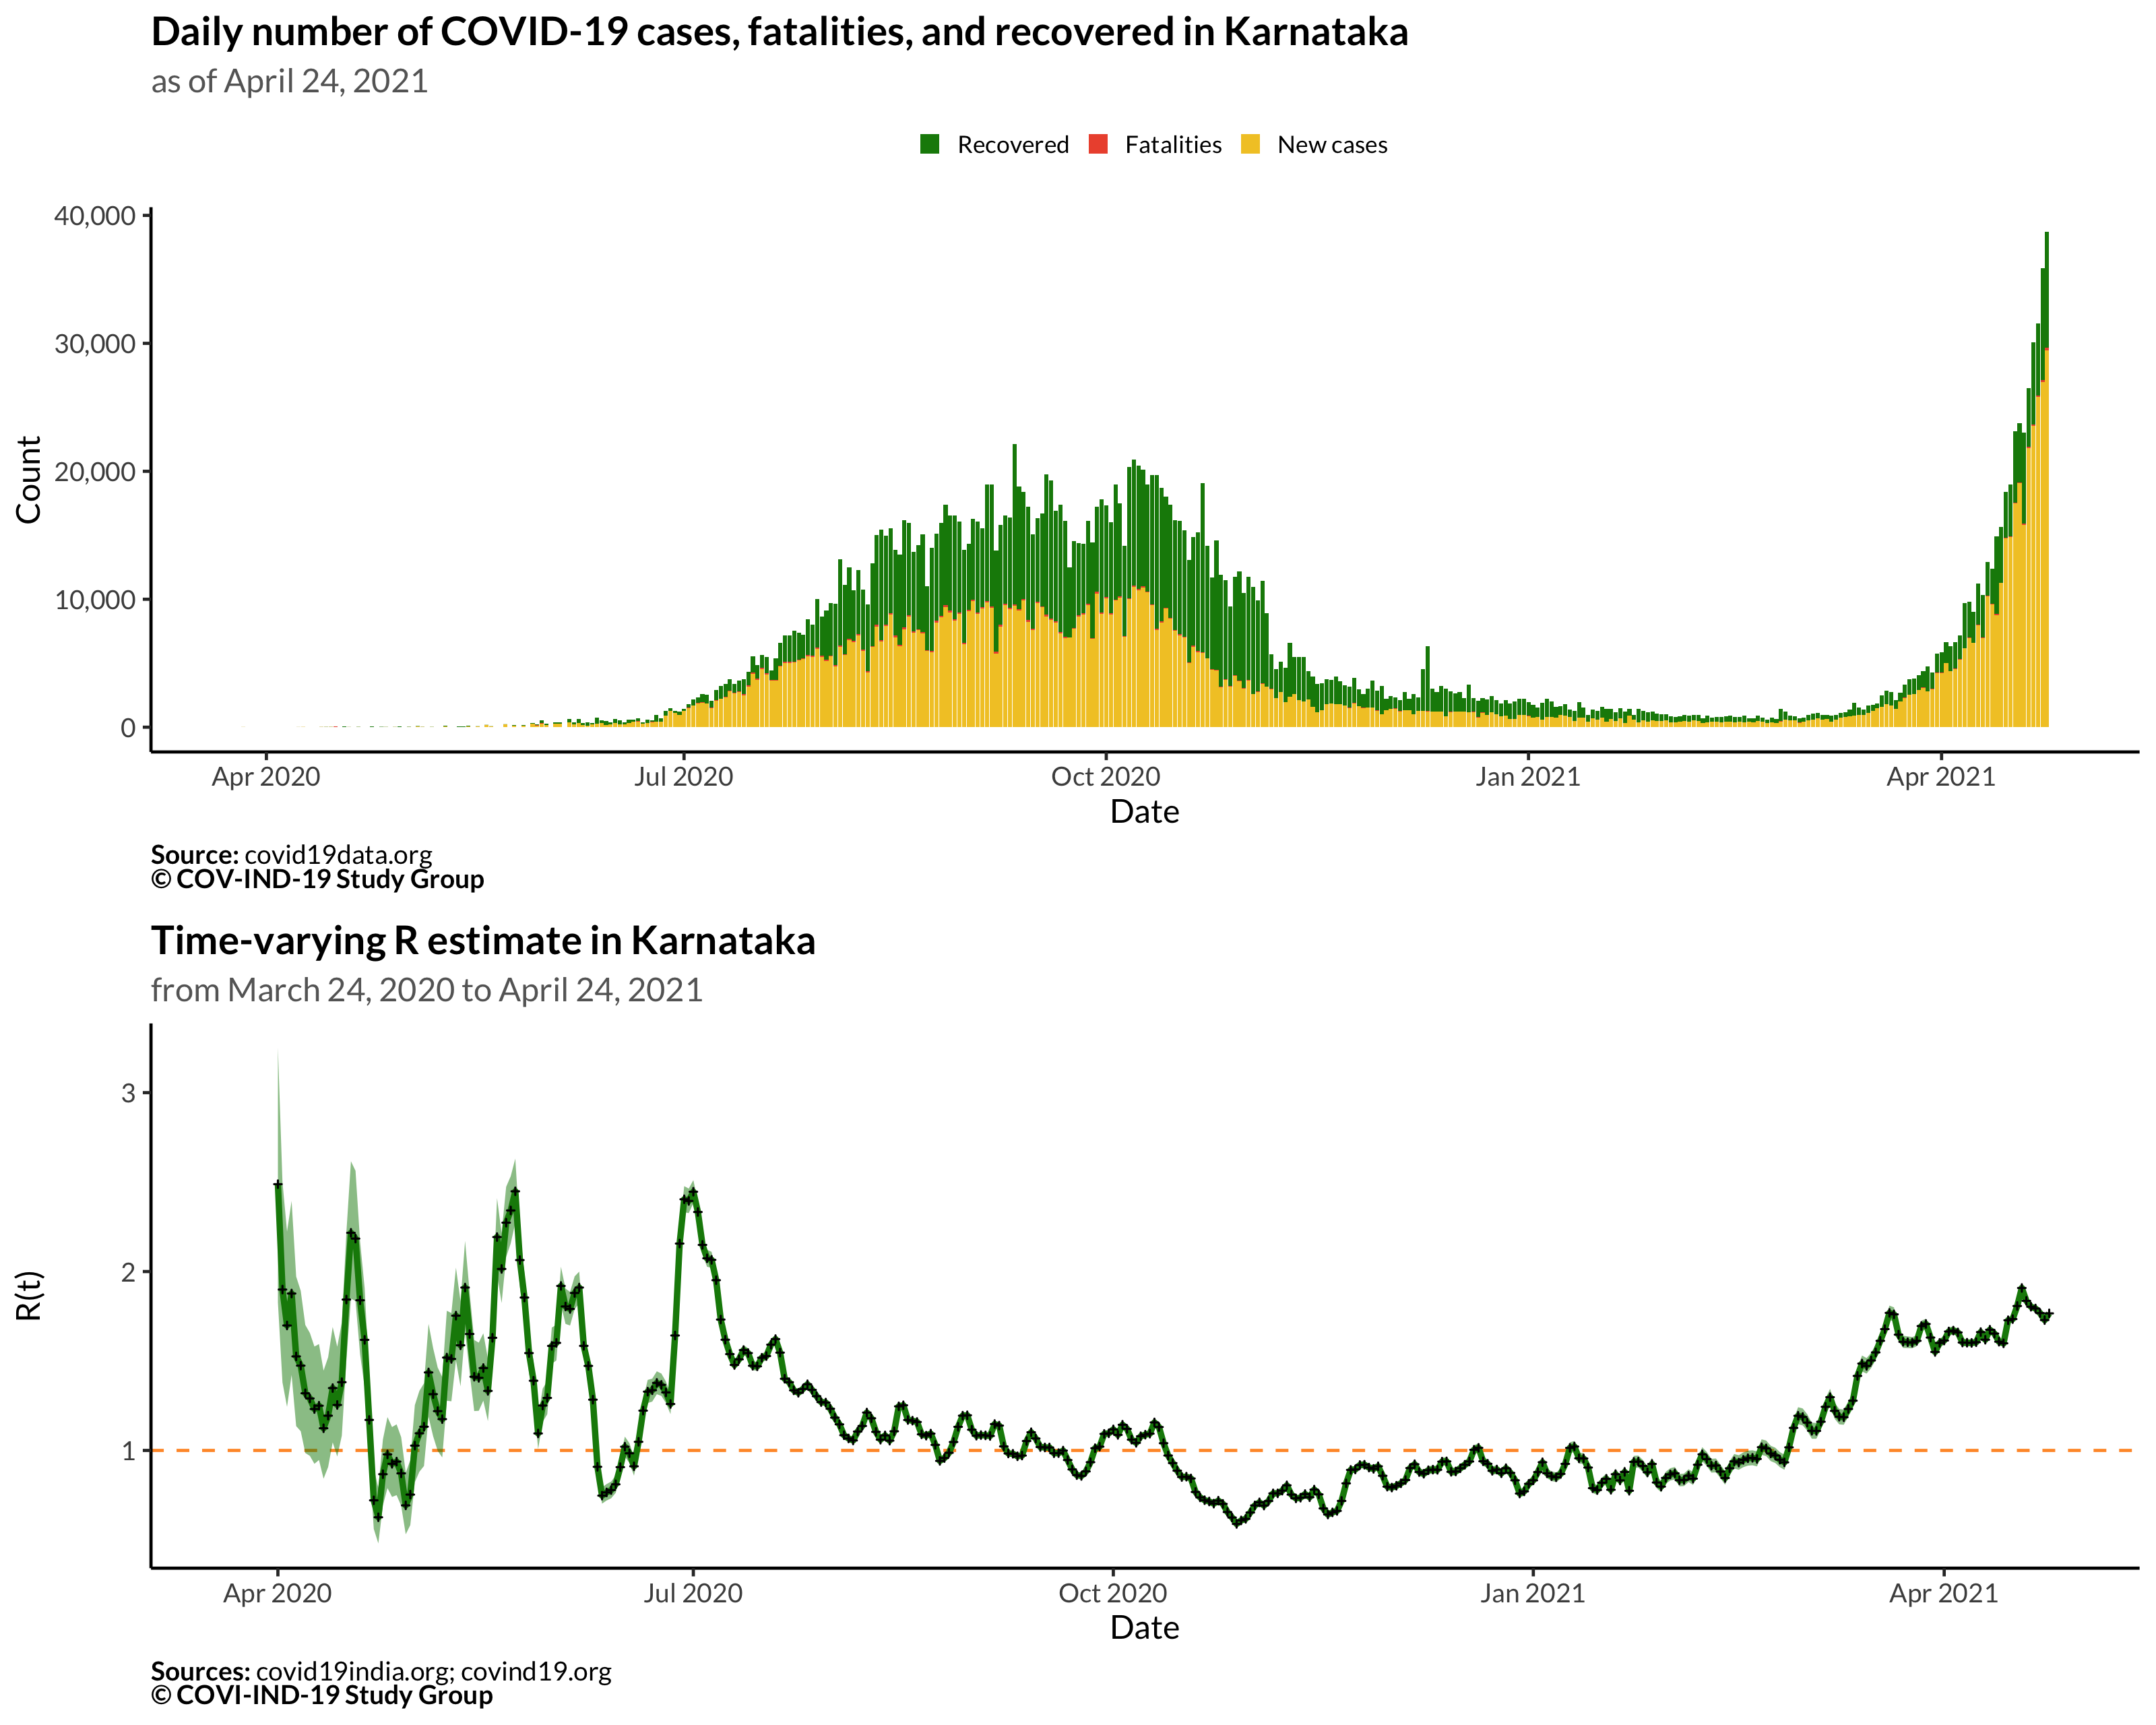 Daily number of COVID-19 cases, fatalities, and recovered in Karnataka
as of April 24, 2021
Recovered Fatalities New cases
40,000
30,000
20,000
10,000
0
Count
Apr 2020 Jul 2020 Oct 2020 Jan 2021 Apr 2021
Date
Source: covid19data.org
© COV-IND-19 Study Group
Time-varying R estimate in Karnataka
from March 24, 2020 to April 24, 2021
3
2
1
R(t)
Apr 2020 Jul 2020 Oct 2020 Jan 2021 Apr 2021
Date
Sources: covid19india.org; covind19.org
© COVI-IND-19 Study Group